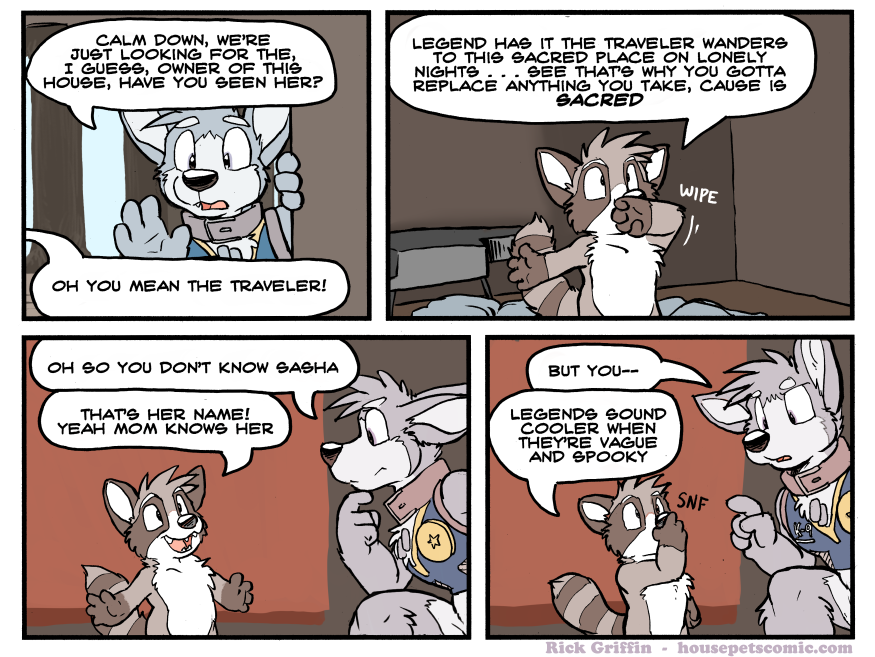 CALM DOWN, WE'RE
JUST LOOKING FOR THE,
I GUESS, OWNER OF THIS
HOUSE, HAVE YOU SEEN HER?
OH YOU MEAN THE TRAVELER!
LEGEND HAS IT THE TRAVELER WANDERS
TO THIS SACRED PLACE ON LONELY
NIGHTS . . . SEE THAT'S WHY YOU GOTTA
REPLACE ANYTHING YOU TAKE, CAUSE IS
SACRED
WIPE
OH SO YOU DON'T KNOW SASHA
THAT'S HER NAME!
YEAH MOM KNOWS HER
BUT YOU--
LEGENDS SOUND
COOLER WHEN
THEY'RE VAGUE
AND SPOOKY
SNF
K-9
Rick Griffin - housepetscomic.com